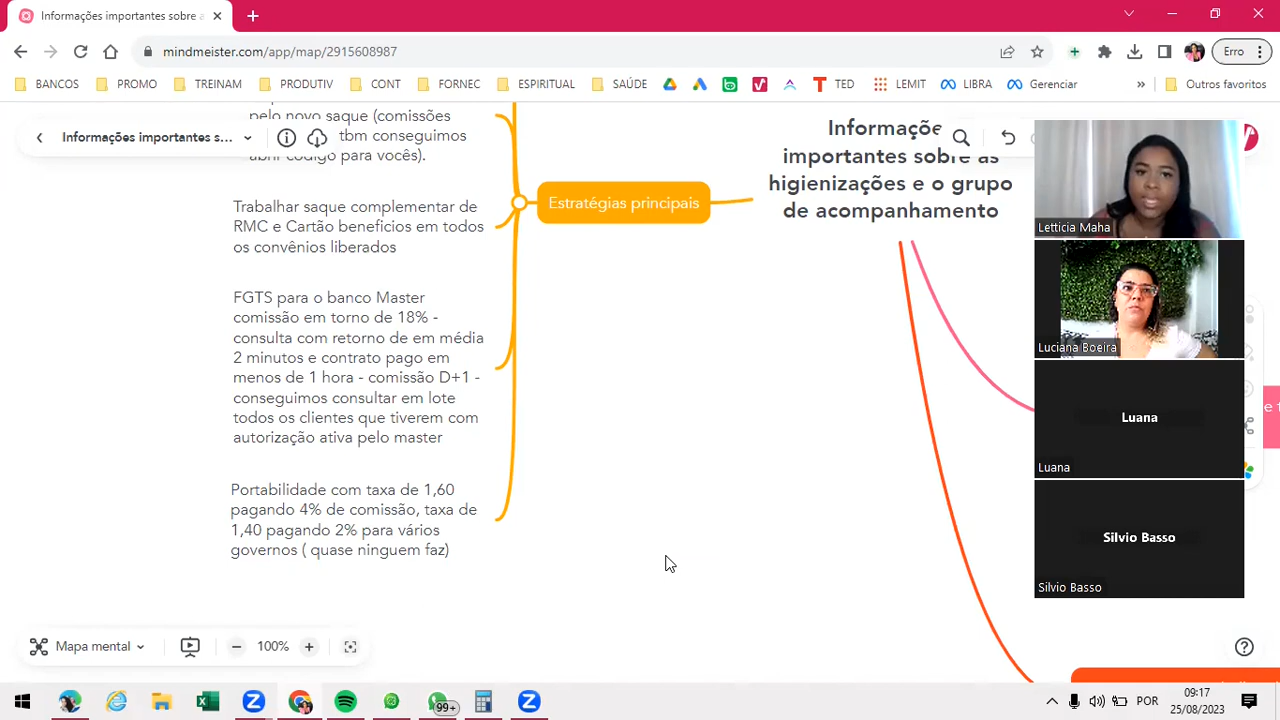 Informações importantes sobre a
mindmeister.com/app/map/2915608987
Erro
BANCOS
PROMO
TREINAM
PRODUTIV
CONT
FORNEC
ESPIRITUAL
SAÚDE
TED
LEMIT
LIBRA
Gerenciar
»
Outros favoritos
Informações importantes s...
pelo novo saque (comissões
tbm conseguimos
abrir código para vocês).
Trabalhar saque complementar de
RMC e Cartão beneficios em todos
os convênios liberados
FGTS para o banco Master
comissão em torno de 18% -
consulta com retorno de em média
2 minutos e contrato pago em
menos de 1 hora - comissão D+1 -
conseguimos consultar em lote
todos os clientes que tiverem com
autorização ativa pelo master
Portabilidade com taxa de 1,60
pagando 4% de comissão, taxa de
1,40 pagando 2% para vários
governos ( quase ninguem faz)
Estratégias principais
Informaçõe
importantes sobre as
higienizações e o grupo
de acompanhamento
Letticia Maha
Luciana Boeira
Luana
Luana
Silvio Basso
Silvio Basso
Mapa mental
100%
99+
POR
09:17
25/08/2023